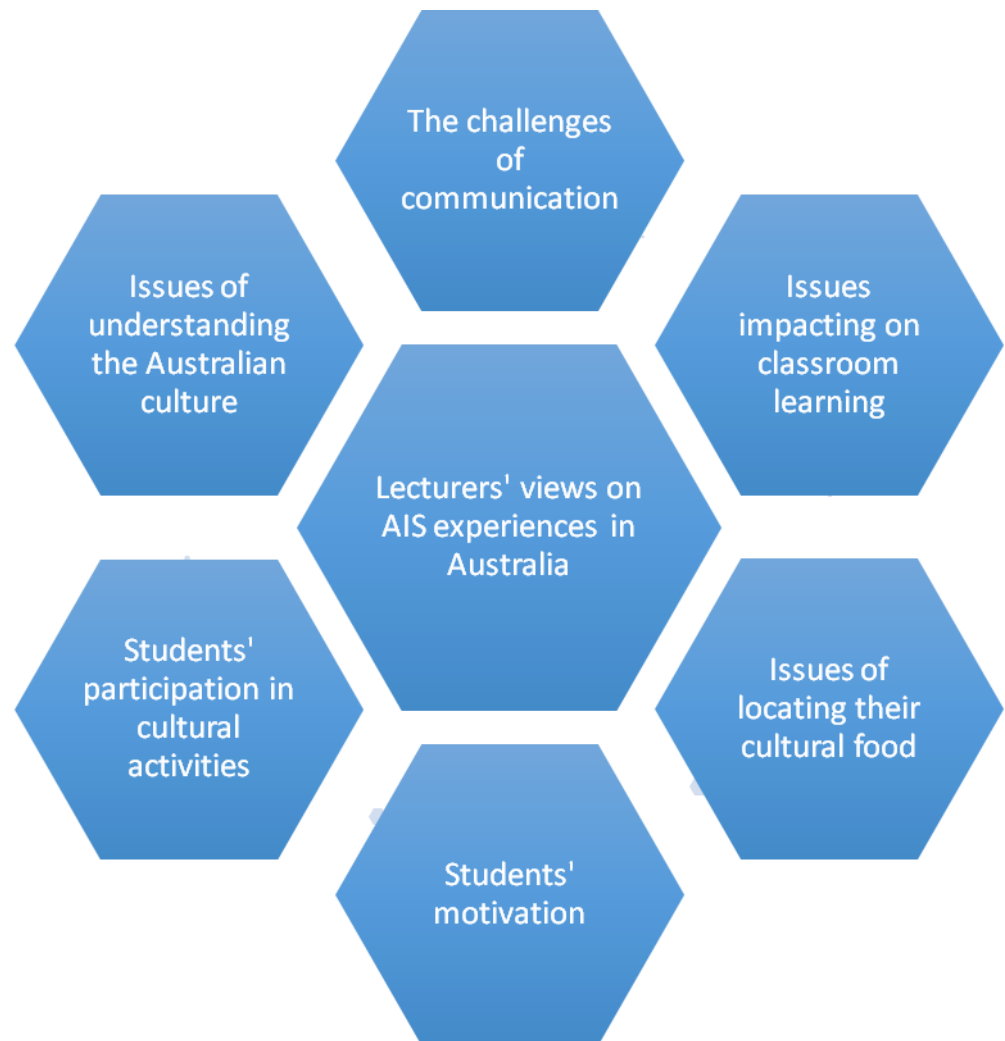 The challenges
of
communication
Issues of
understanding
the Australian
culture
Issues
impacting on
classroom
learning
Lecturers' views on
AIS experiences in
Australia
Students'
participation in
cultural
activities
Issues of
locating their
cultural food
Students'
motivation